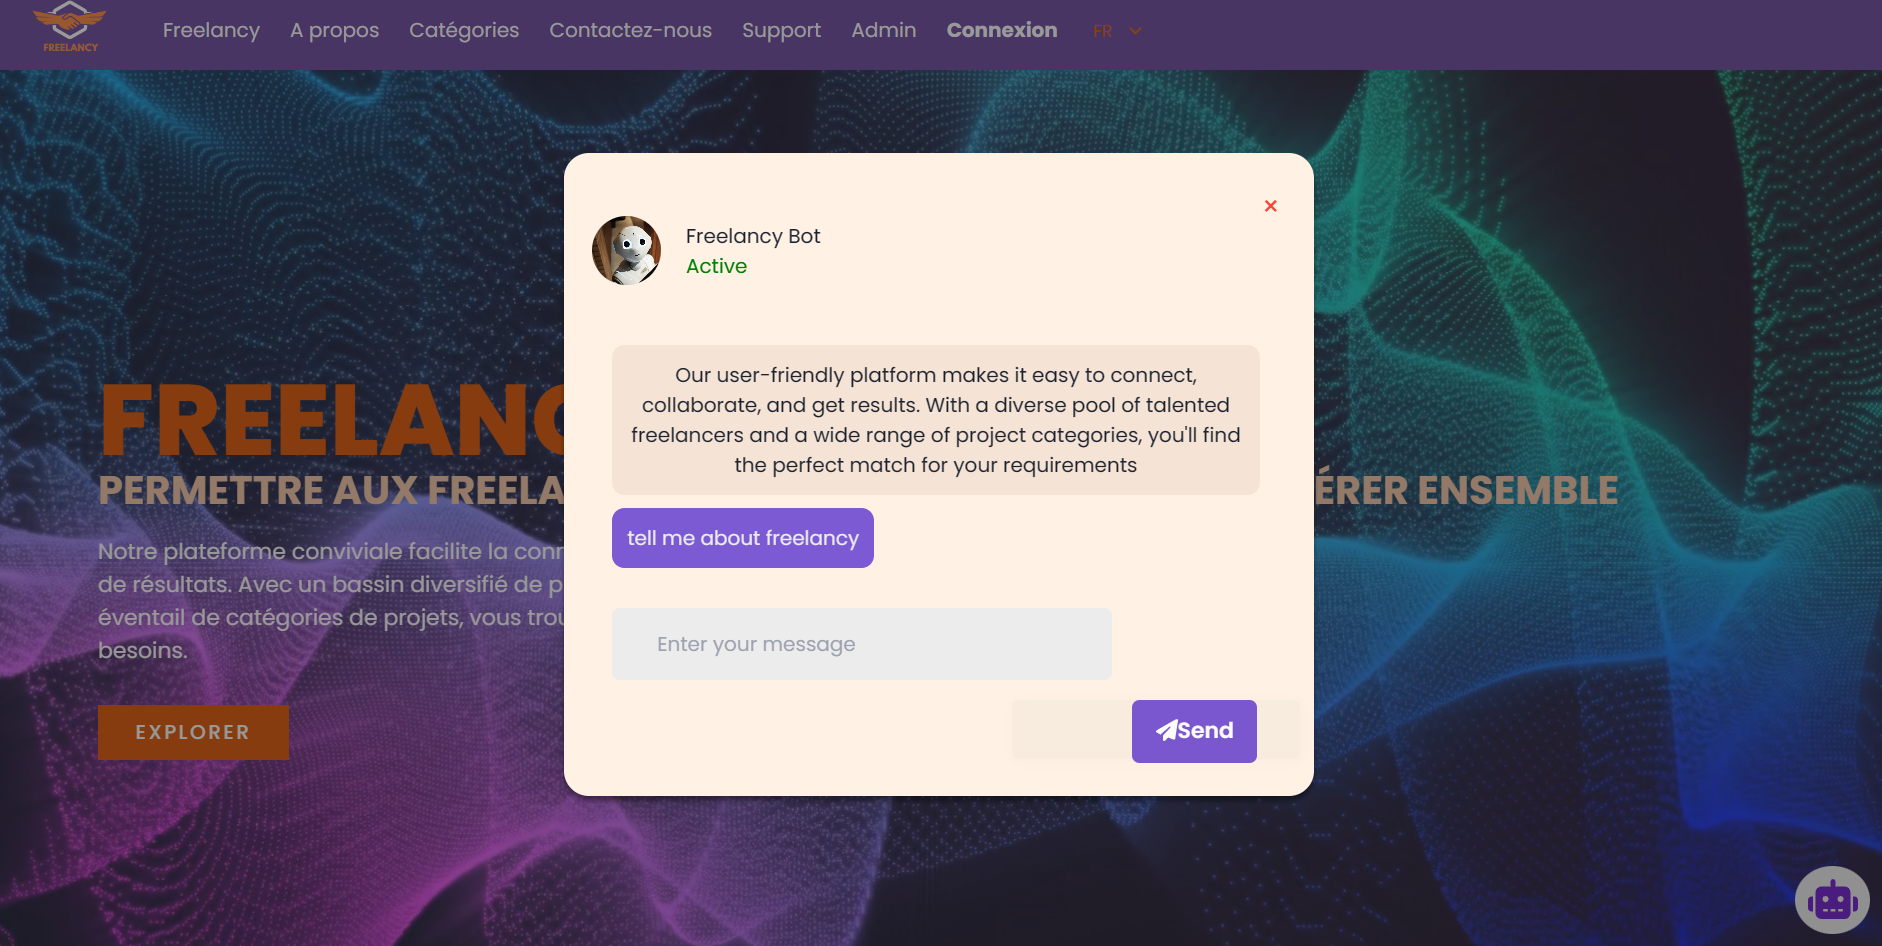 Freelancy A propos Catégories Contactez-nous Support Admin Connexion FR
FREELANCY
Freelancy Bot
Active
Our user-friendly platform makes it easy to connect,
collaborate, and get results. With a diverse pool of talented
freelancers and a wide range of project categories, you'll find
the perfect match for your requirements
tell me about freelancy
Enter your message
Send
FREELANC
PERMETTRE AUX FREELA
ÉRER ENSEMBLE
Notre plateforme conviviale facilite la conn
de résultats. Avec un bassin diversifié de p
éventail de catégories de projets, vous trou
besoins.
EXPLORER